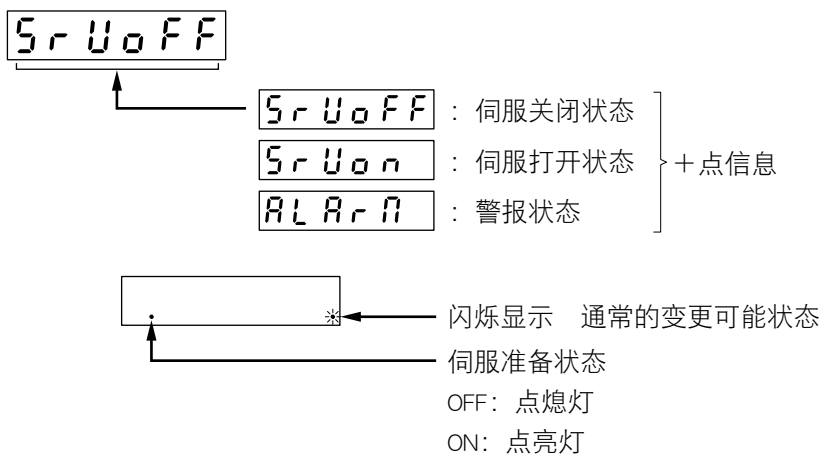 SrUoFF
SrUoFF : 伺服关闭状态
SrUon : 伺服打开状态
ALArM : 警报状态
＋点信息
闪烁显示　通常的变更可能状态
伺服准备状态
OFF: 点熄灯
ON: 点亮灯